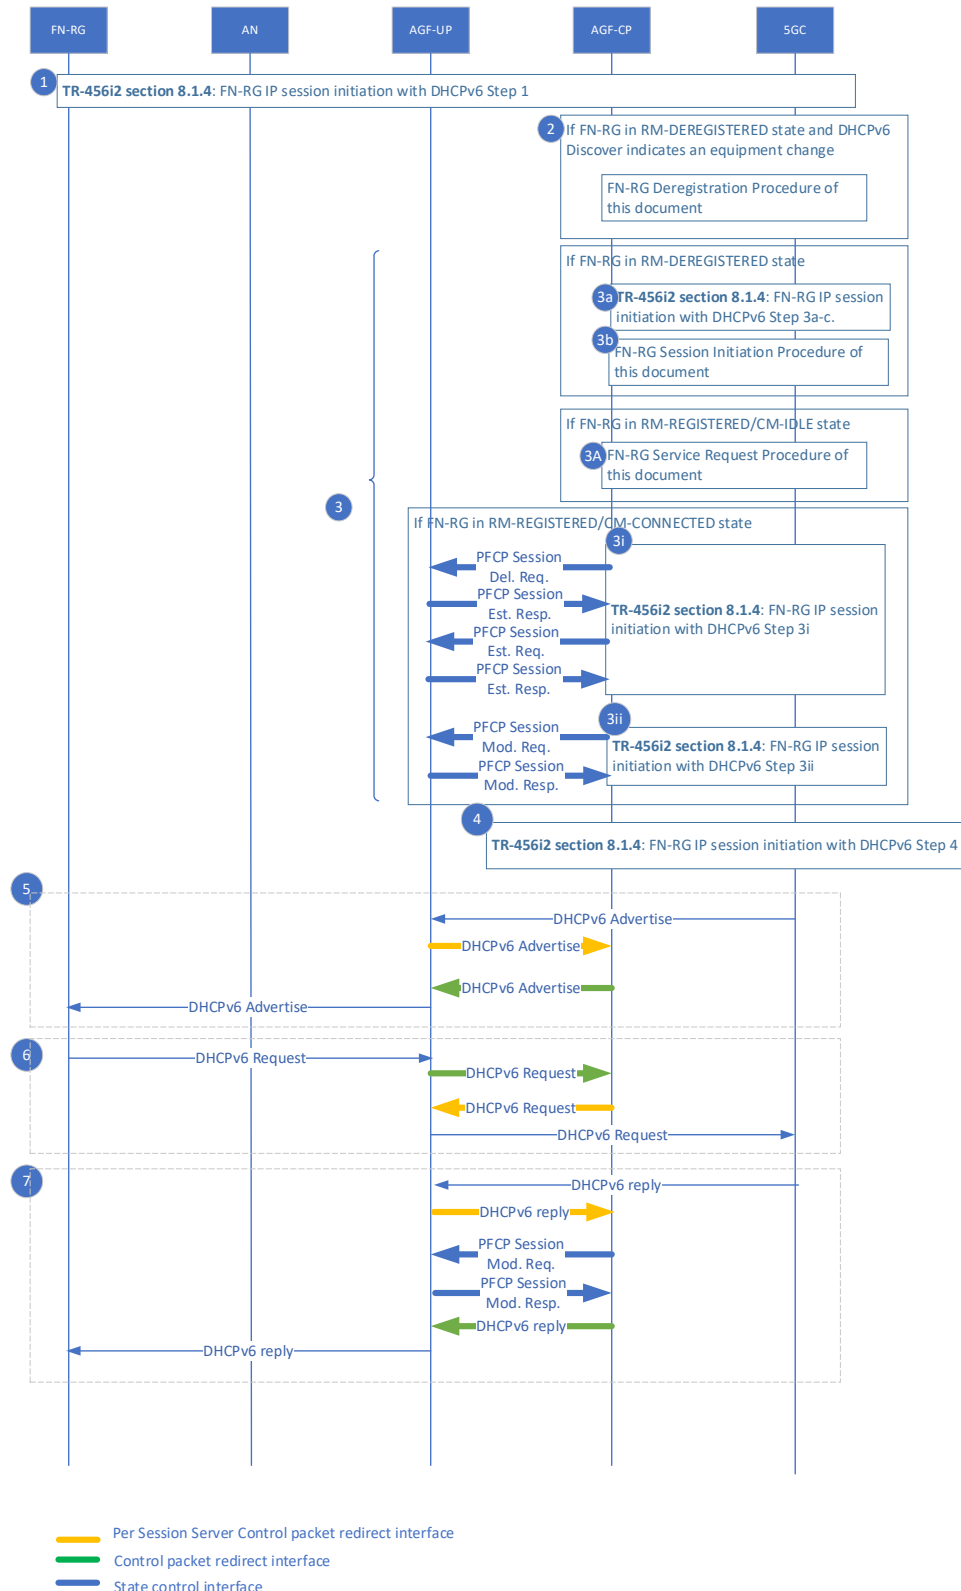 FN-RG
AN
AGF-UP
AGF-CP
5GC
1
TR-456i2 section 8.1.4: FN-RG IP session initiation with DHCPv6 Step 1
2
If FN-RG in RM-DEREGISTERED state and DHCPv6
Discover indicates an equipment change
FN-RG Deregistration Procedure of
this document
If FN-RG in RM-DEREGISTERED state
3a
TR-456i2 section 8.1.4: FN-RG IP session
initiation with DHCPv6 Step 3a-c.
3b
FN-RG Session Initiation Procedure of
this document
If FN-RG in RM-REGISTERED/CM-IDLE state
3A
FN-RG Service Request Procedure of
this document
3
If FN-RG in RM-REGISTERED/CM-CONNECTED state
3i
PFCP Session
Del. Req.
PFCP Session
Est. Resp.
TR-456i2 section 8.1.4: FN-RG IP session
initiation with DHCPv6 Step 3i
PFCP Session
Est. Req.
PFCP Session
Est. Resp.
3ii
PFCP Session
Mod. Req.
TR-456i2 section 8.1.4: FN-RG IP session
initiation with DHCPv6 Step 3ii
PFCP Session
Mod. Resp.
4
TR-456i2 section 8.1.4: FN-RG IP session initiation with DHCPv6 Step 4
5
DHCPv6 Advertise
DHCPv6 Advertise
DHCPv6 Advertise
DHCPv6 Advertise
6
DHCPv6 Request
DHCPv6 Request
DHCPv6 Request
DHCPv6 Request
7
DHCPv6 reply
DHCPv6 reply
PFCP Session
Mod. Req.
PFCP Session
Mod. Resp.
DHCPv6 reply
DHCPv6 reply
Per Session Server Control packet redirect interface
Control packet redirect interface
State control interface